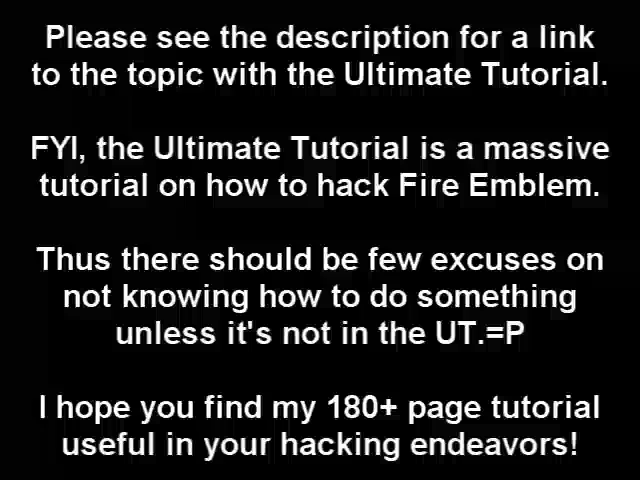 Please see the description for a link
to the topic with the Ultimate Tutorial.
FYI, the Ultimate Tutorial is a massive
tutorial on how to hack Fire Emblem.
Thus there should be few excuses on
not knowing how to do something
unless it's not in the UT.=P
I hope you find my 180+ page tutorial
useful in your hacking endeavors!